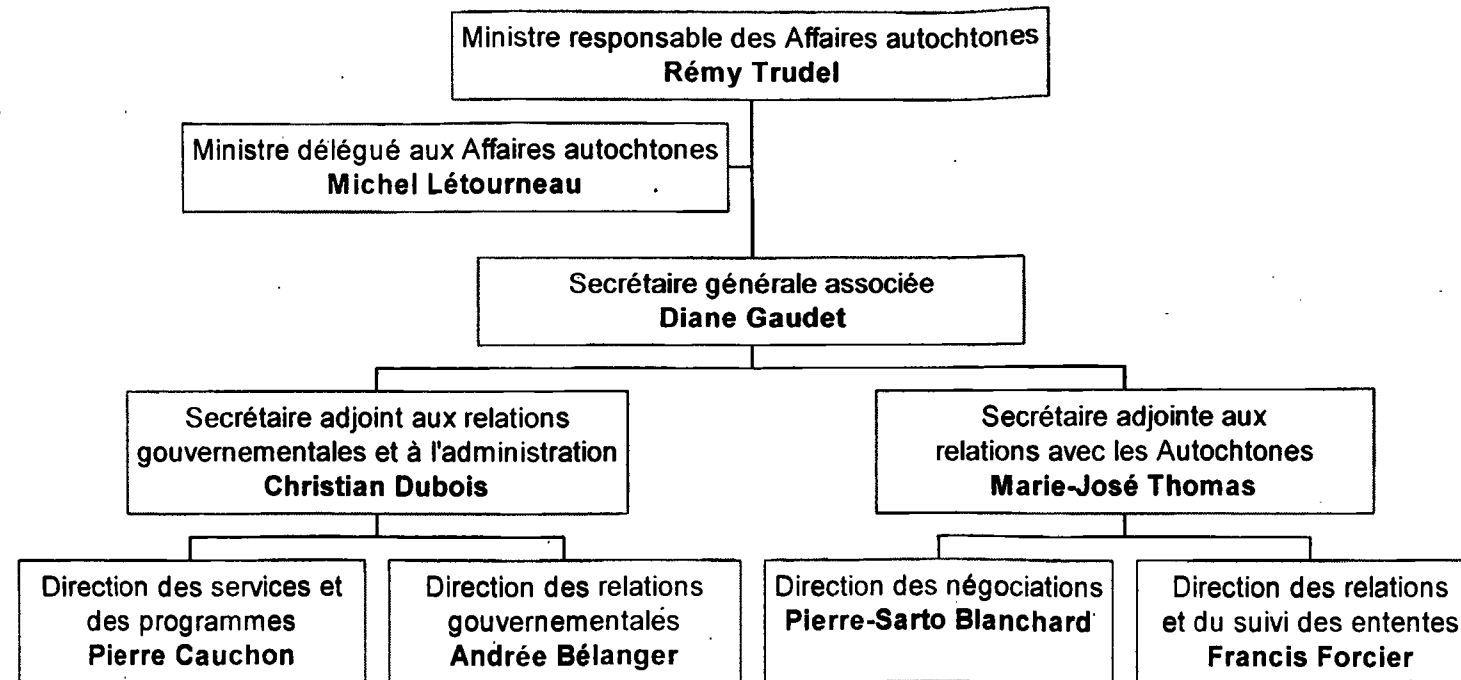 Ministre responsable des Affaires autochtones
Rémy Trudel
Ministre délégué aux Affaires autochtones
Michel Létourneau
Secrétaire générale associée
Diane Gaudet
Secrétaire adjoint aux relations
gouvernementales et à l'administration
Christian Dubois
Secrétaire adjointe aux
relations avec les Autochtones
Marie-José Thomas
Direction des services et
des programmes
Pierre Cauchon
Direction des relations
gouvernementales
Andrée Bélanger
Direction des négociations
Pierre-Sarto Blanchard
Direction des relations
et du suivi des ententes
Francis Forcier